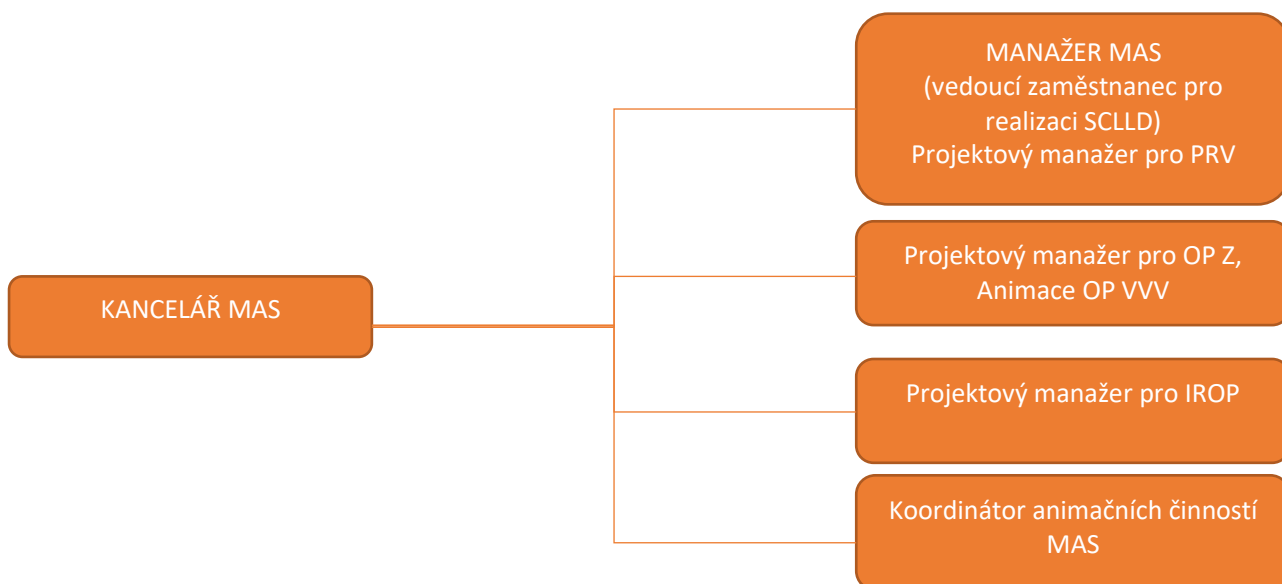 MANAŽER MAS
(vedoucí zaměstnanec pro
realizaci SCLLD)
Projektový manažer pro PRV
Projektový manažer pro OP Z,
Animace OP VVV
KANCELÁŘ MAS
Projektový manažer pro IROP
Koordinátor animačních činností
MAS